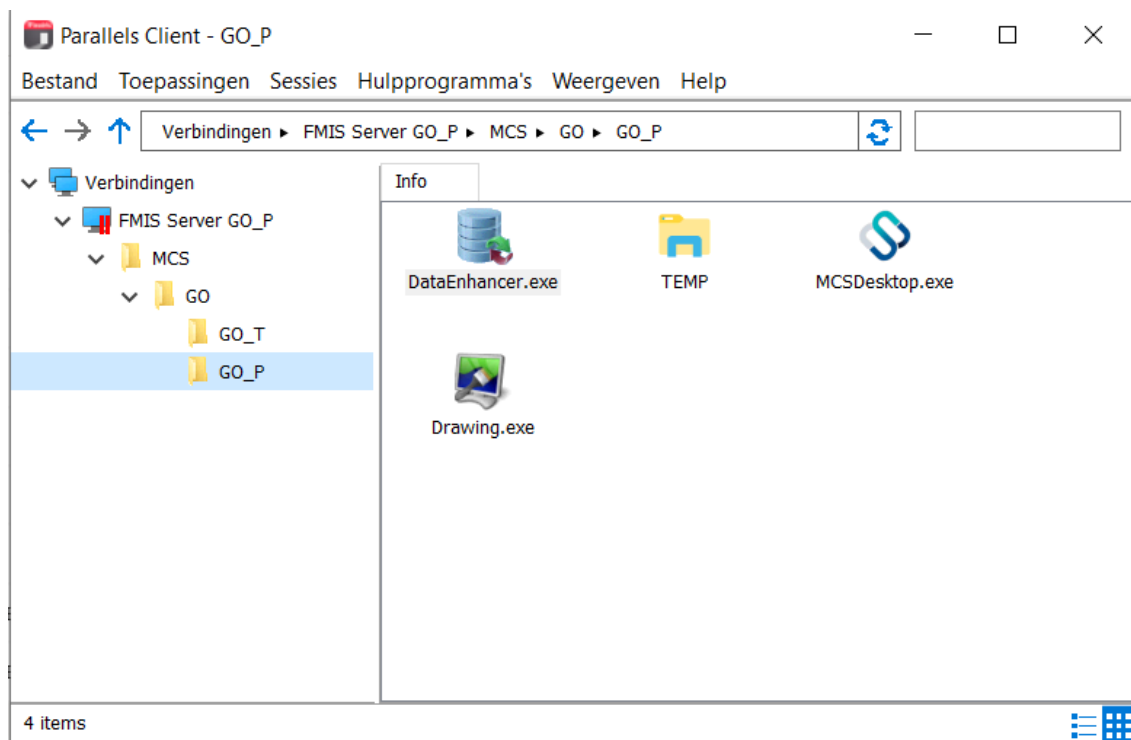 Parallels Client - GO_P
Bestand Toepassingen Sessies Hulpprogramma's Weergeven Help
Verbindingen FMIS Server GO_P MCS GO GO_P
Verbindingen
FMIS Server GO_P
MCS
GO
GO_T
GO_P
Info
DataEnhancer.exe TEMP MCSDesktop.exe
Drawing.exe
4 items